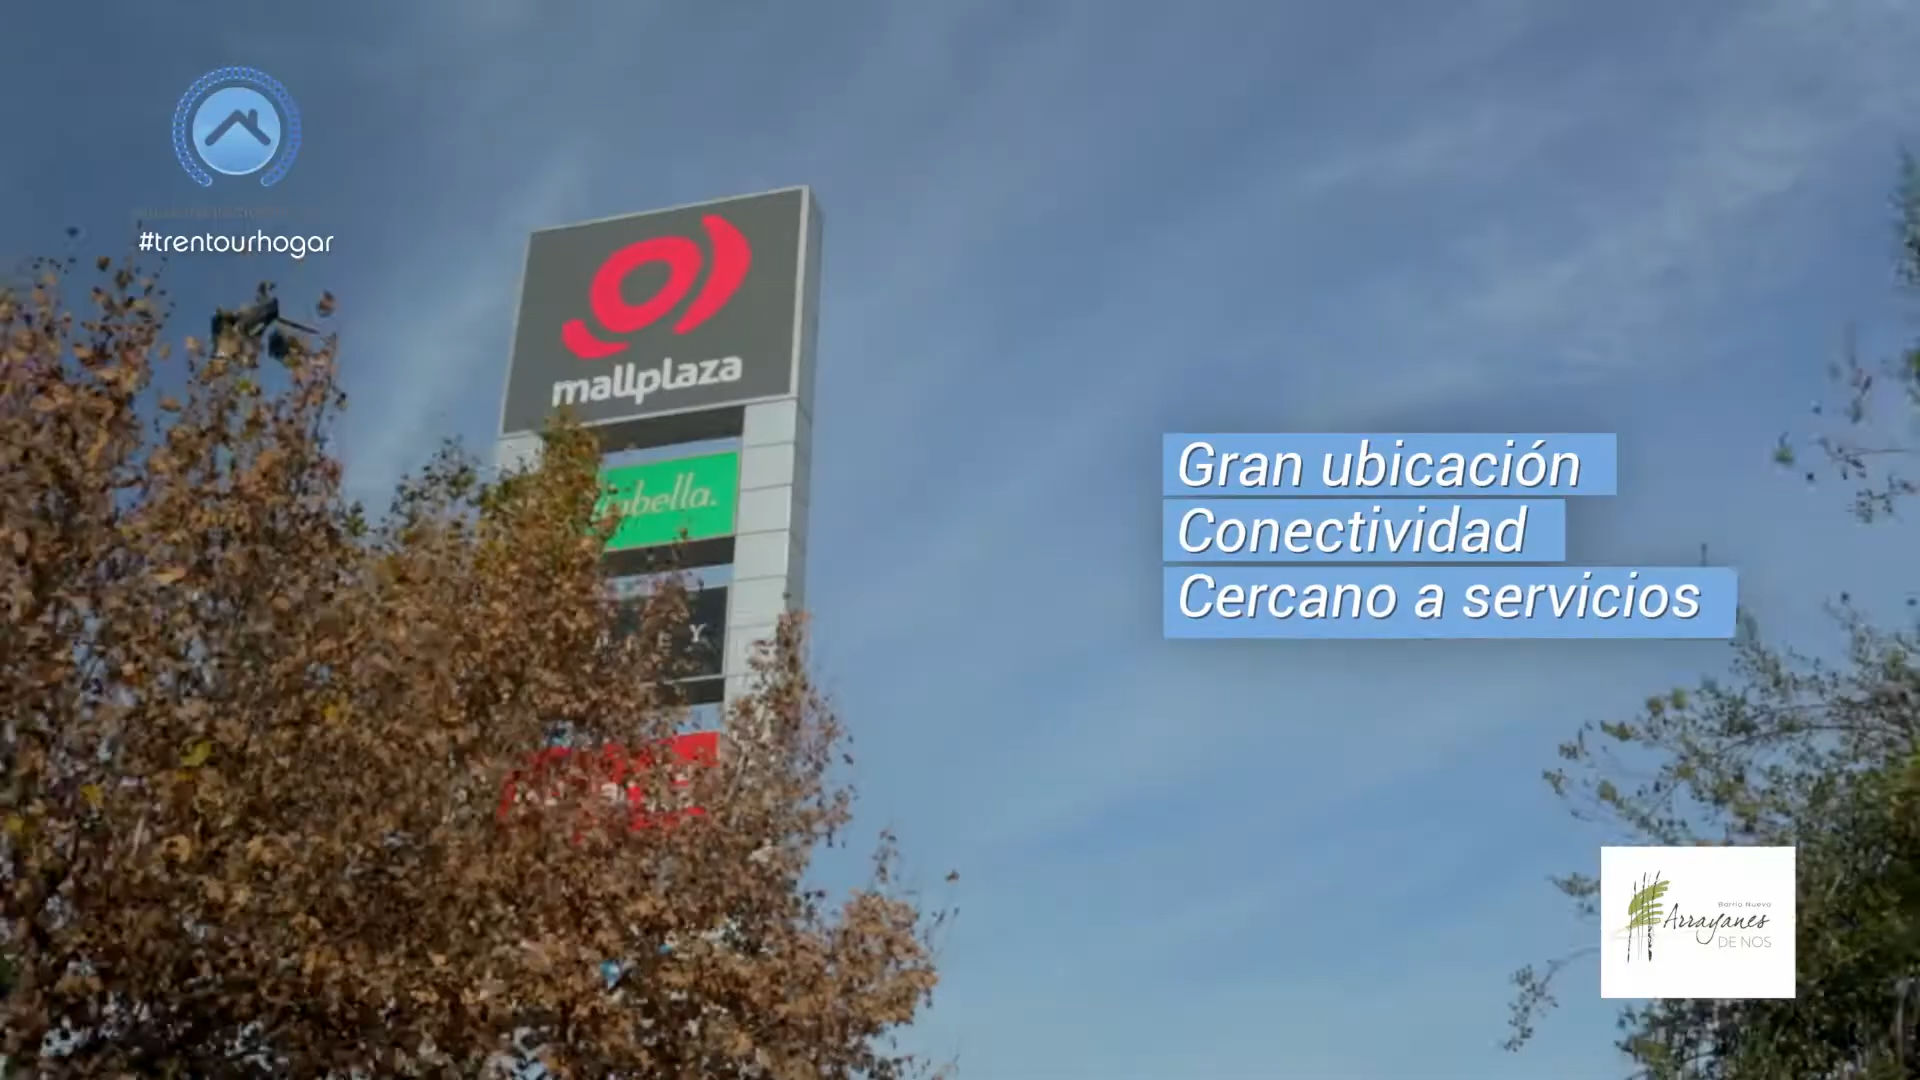 #trentourhogar
mallplaza
Gran ubicación
Conectividad
Cercano a servicios
Barrio Nuevo
Arrayanes
DE NOS